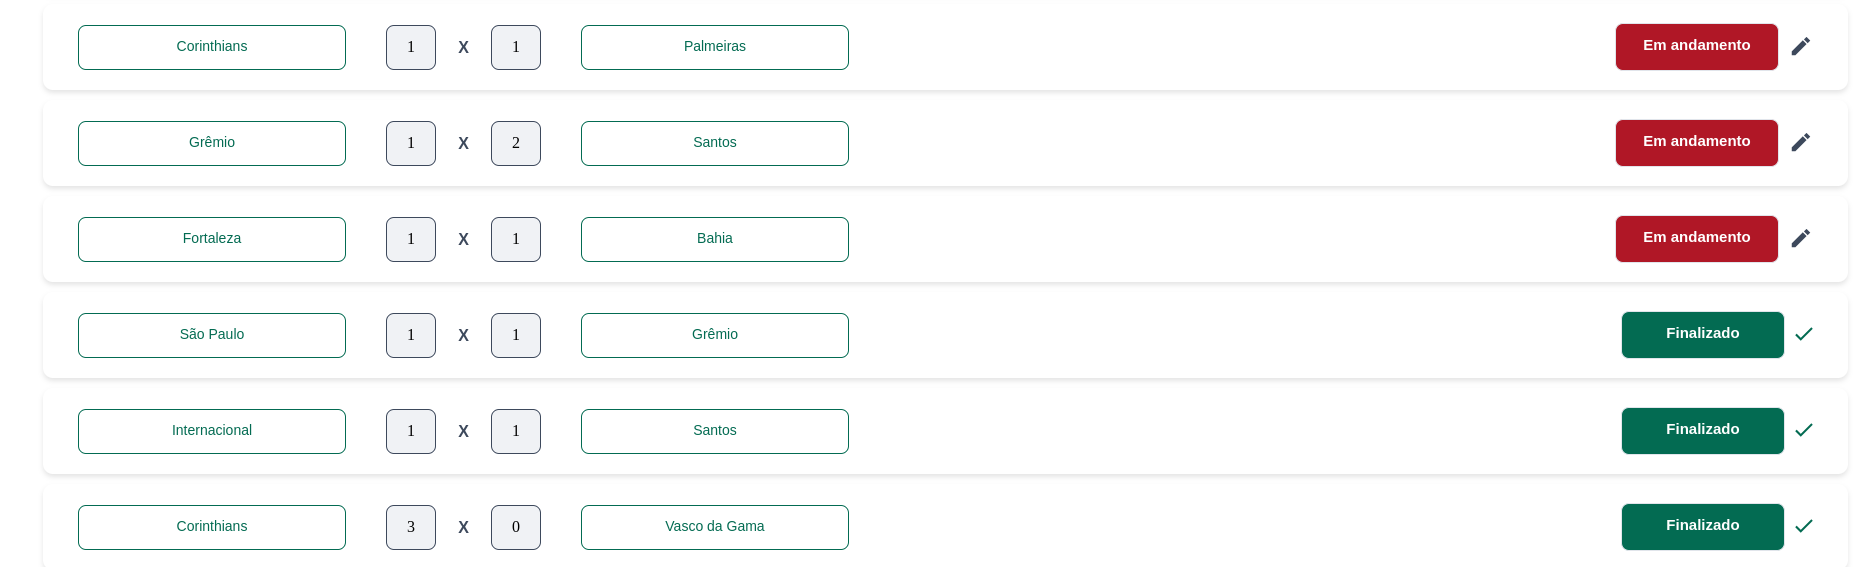 Corinthians 1 X 1 Palmeiras Em andamento
Grêmio 1 X 2 Santos Em andamento
Fortaleza 1 X 1 Bahia Em andamento
São Paulo 1 X 1 Grêmio Finalizado
Internacional 1 X 1 Santos Finalizado
Corinthians 3 X 0 Vasco da Gama Finalizado